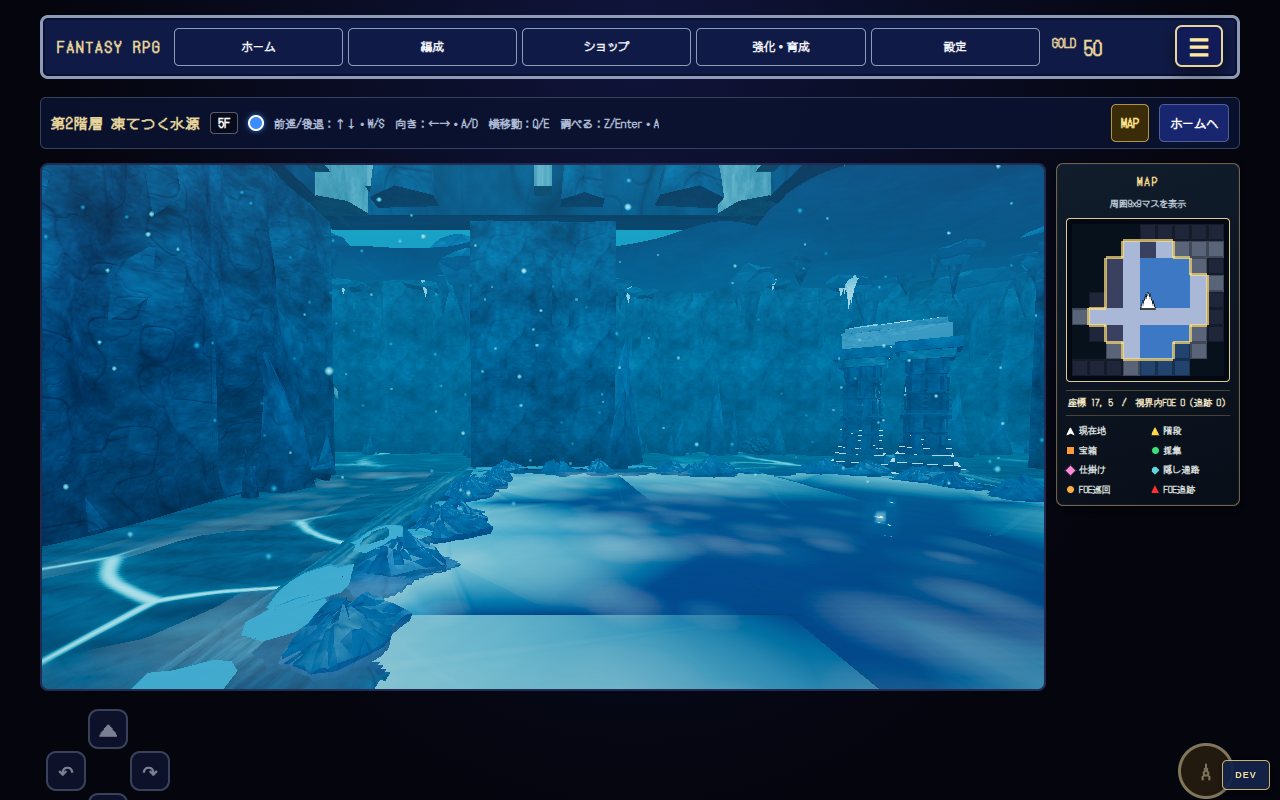 FANTASY RPG
ホーム
編成
ショップ
強化・育成
設定
GOLD 50
第2階層 凍てつく水源
5F
前進/後退：↑↓・W/S 向き：←→・A/D 横移動：Q/E 調べる：Z/Enter・A
MAP
ホームへ
MAP
周囲9x9マスを表示
座標 17, 5 / 視界内FOE 0 (追跡 0)
現在地
階段
宝箱
採集
仕掛け
隠し通路
FOE巡回
FOE追跡
A
DEV